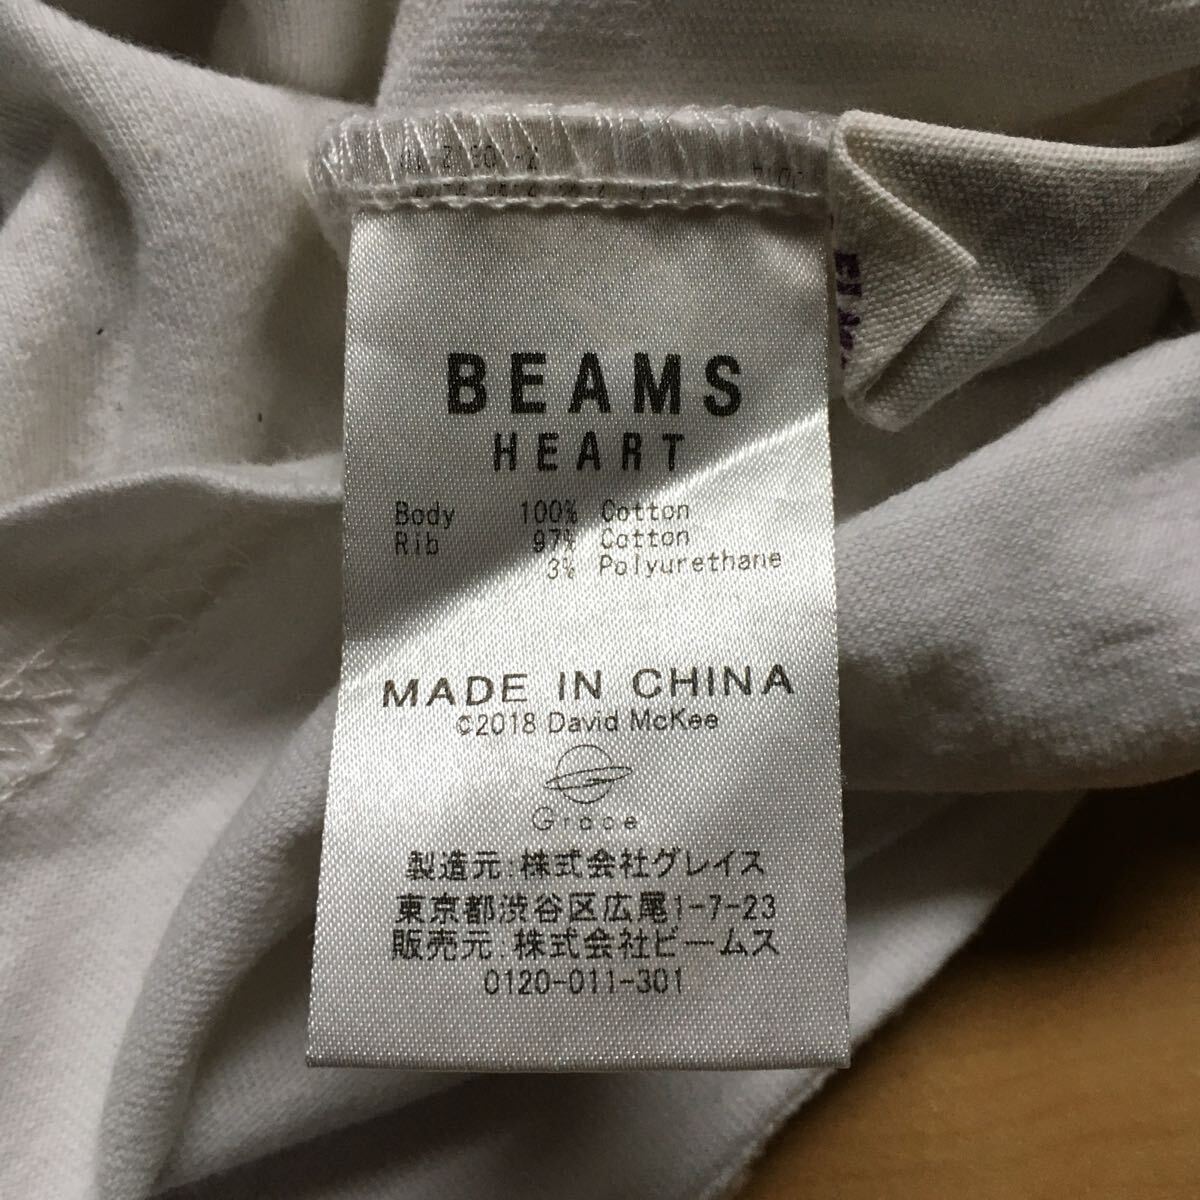 BEAMS
HEART
Body 100% Cotton
Rib 97% Cotton
3% Polyurethane
MADE IN CHINA
©2018 David McKee
Grace
製造元:株式会社グレイス
東京都渋谷区広尾1-7-23
販売元:株式会社ビームス
0120-011-301